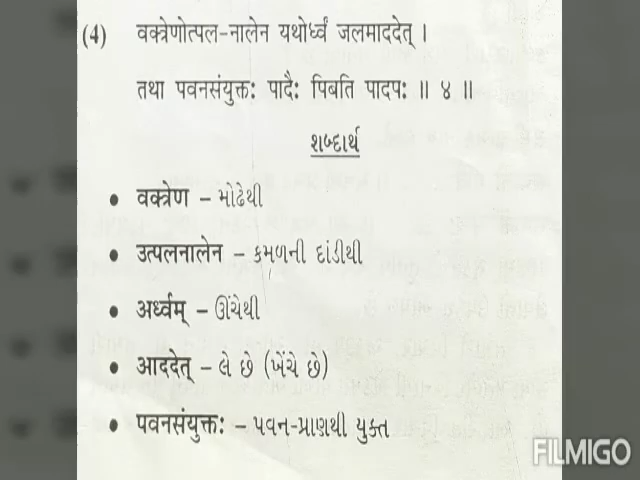 (4) वक्त्रेणोत्पल-नालेन यथोर्ध्वं जलमाददेत् ।
तथा पवनसंयुक्तः पादैः पिबति पादपः ॥ ४ ॥
शब्दार्थ
• वक्त्रेण – મોઢેથી
• उत्पलनालेन – કમળની દાંડીથી
• अर्ध्वम् – ઊંચેથી
• आददेत् – લે છે (ખેંચે છે)
• पवनसंयुक्तः – પવન-પ્રાણથી યુક્ત
FILMIGO